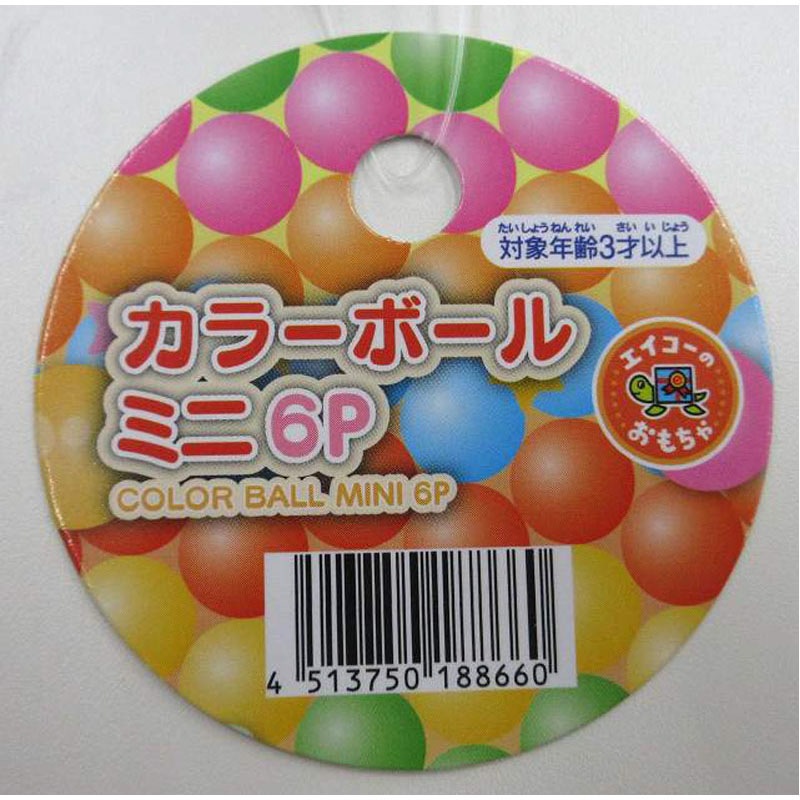 たいしょうねんれい さいいじょう
対象年齢3才以上
カラーボール
ミニ6P
COLOR BALL MINI 6P
エイコーの
おもちゃ
4 513750 188660